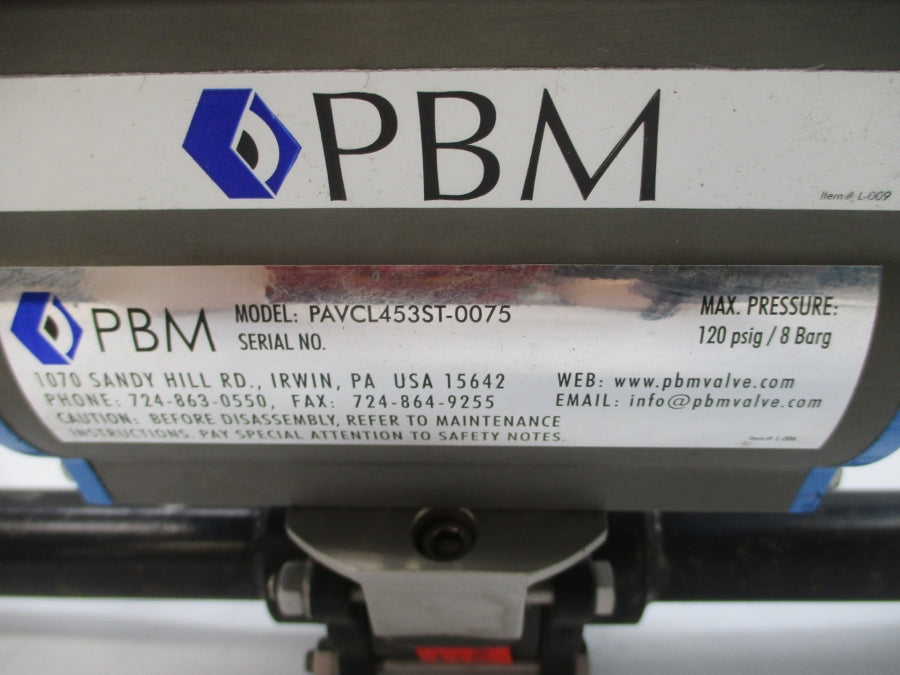 PBM
Item# L-009
PBM
MODEL: PAVCL453ST-0075
SERIAL NO.
MAX. PRESSURE:
120 psig / 8 Barg
1070 SANDY HILL RD., IRWIN, PA USA 15642
PHONE: 724-863-0550, FAX: 724-864-9255
WEB: www.pbmvalve.com
EMAIL: info@pbmvalve.com
CAUTION: BEFORE DISASSEMBLY, REFER TO MAINTENANCE
INSTRUCTIONS. PAY SPECIAL ATTENTION TO SAFETY NOTES.